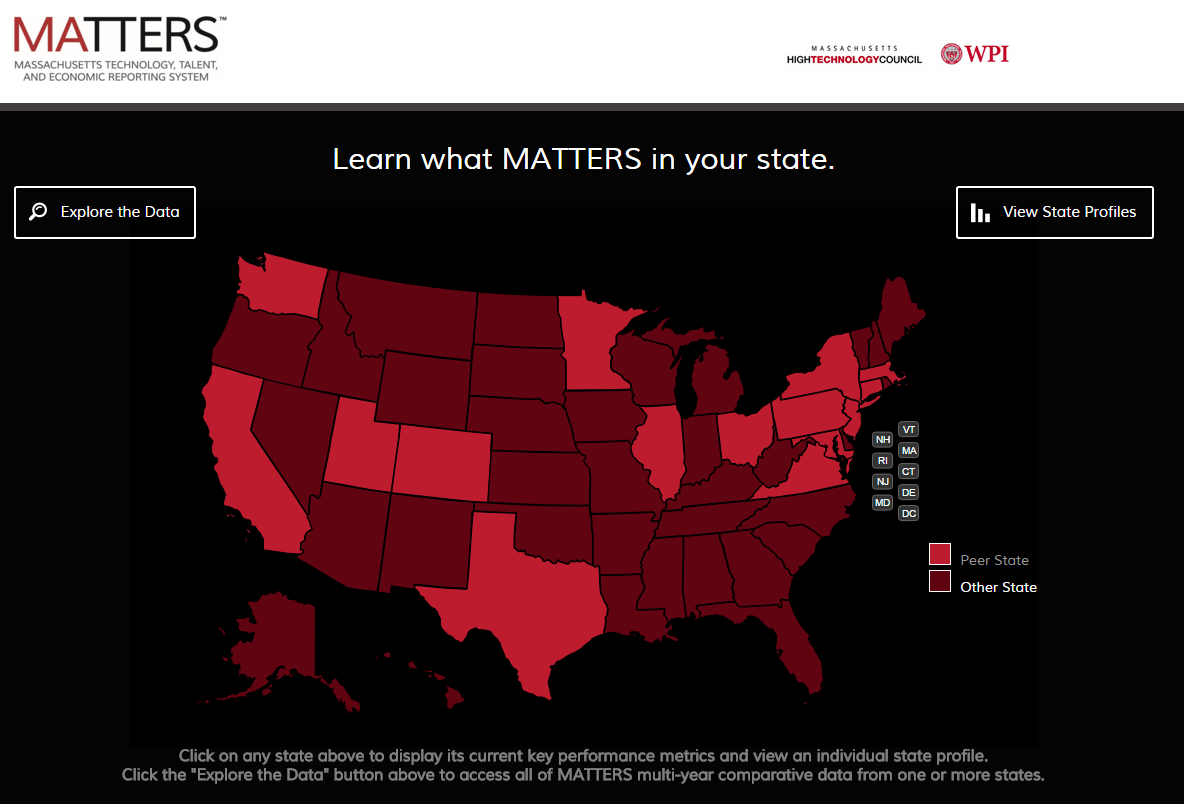 MATTERS™
MASSACHUSETTS TECHNOLOGY, TALENT,
AND ECONOMIC REPORTING SYSTEM
MASSACHUSETTS
HIGHTECHNOLOGYCOUNCIL
WPI
Learn what MATTERS in your state.
Explore the Data
View State Profiles
VT
NH
MA
RI
CT
NJ
DE
MD
DC
Peer State
Other State
Click on any state above to display its current key performance metrics and view an individual state profile.
Click the "Explore the Data" button above to access all of MATTERS multi-year comparative data from one or more states.